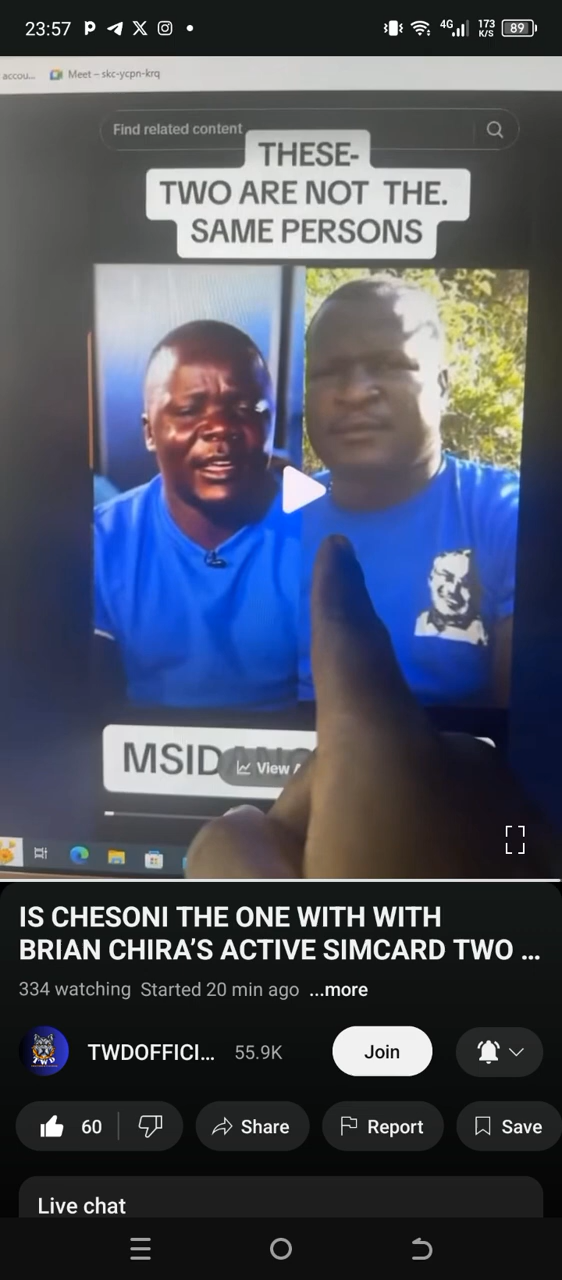 23:57
4G
173
K/S
89
accou...
Meet – skc-ycpn-krq
Find related content
THESE-
TWO ARE NOT THE.
SAME PERSONS
MSID
View
IS CHESONI THE ONE WITH WITH
BRIAN CHIRA’S ACTIVE SIMCARD TWO ...
334 watching Started 20 min ago ...more
TWDOFFICI... 55.9K
Join
60
Share
Report
Save
Live chat